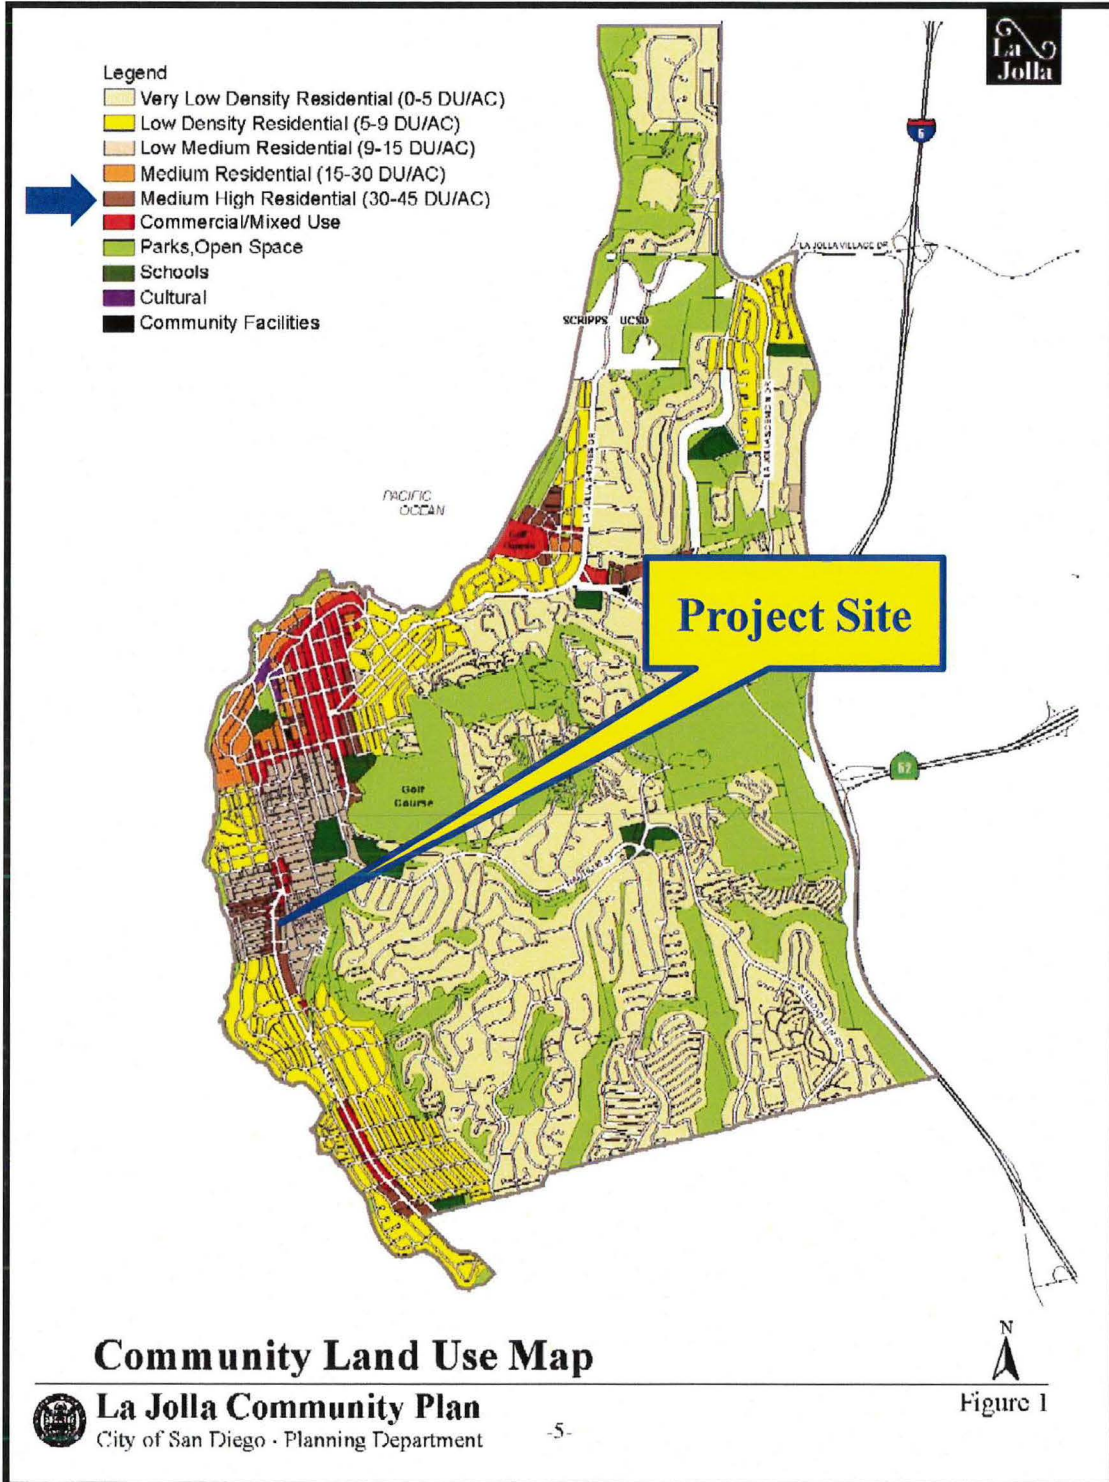 La
Jolla
Legend
Very Low Density Residential (0-5 DU/AC)
Low Density Residential (5-9 DU/AC)
Low Medium Residential (9-15 DU/AC)
Medium Residential (15-30 DU/AC)
Medium High Residential (30-45 DU/AC)
Commercial/Mixed Use
Parks,Open Space
Schools
Cultural
Community Facilities
5
LA JOLLA VILLAGE DR
SCRIPPS UCSD
LA JOLLA SHORES DR
PACIFIC
OCEAN
Project Site
52
Golf
Course
Community Land Use Map
N
La Jolla Community Plan
City of San Diego - Planning Department
-5-
Figure 1